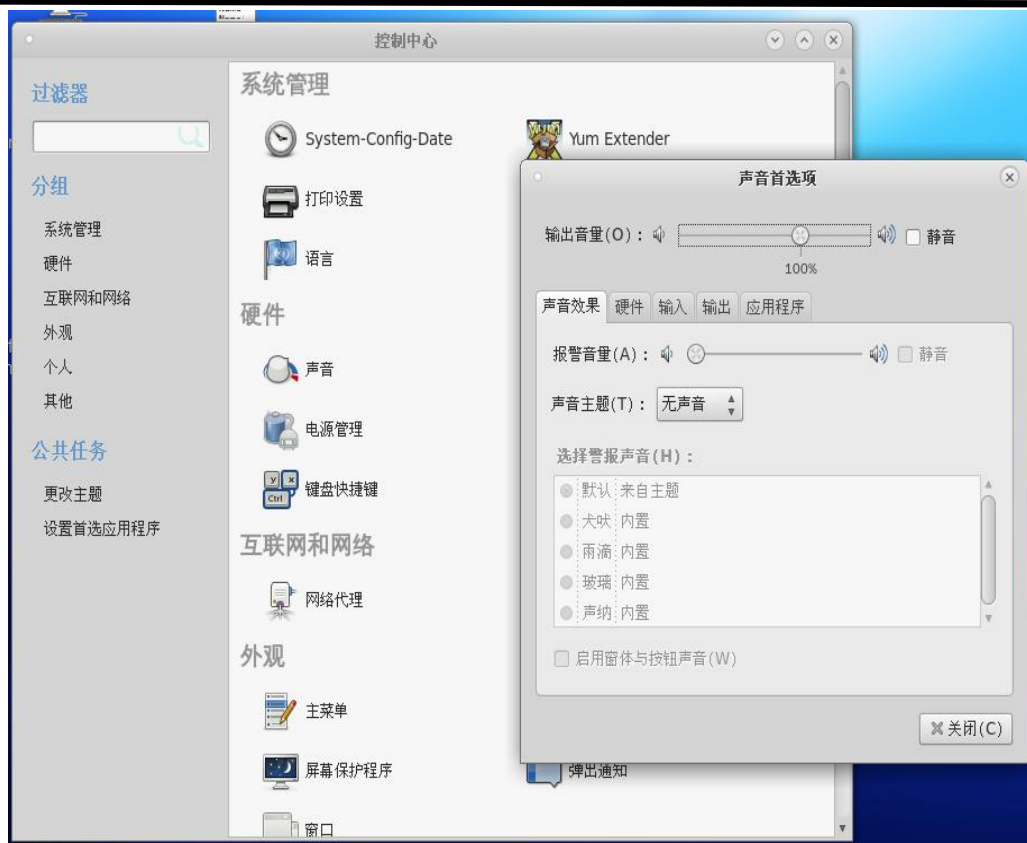 控制中心
过滤器
分组
系统管理
硬件
互联网和网络
外观
个人
其他
公共任务
更改主题
设置首选应用程序
系统管理
System-Config-Date
Yum Extender
打印设置
语言
硬件
声音
电源管理
键盘快捷键
互联网和网络
网络代理
外观
主菜单
屏幕保护程序
弹出通知
窗口
声音首选项
输出音量(O)：
静音
100%
声音效果 硬件 输入 输出 应用程序
报警音量(A)：
静音
声音主题(T)： 无声音
选择警报声音(H)：
默认 来自主题
犬吠 内置
雨滴 内置
玻璃 内置
声纳 内置
启用窗体与按钮声音(W)
关闭(C)